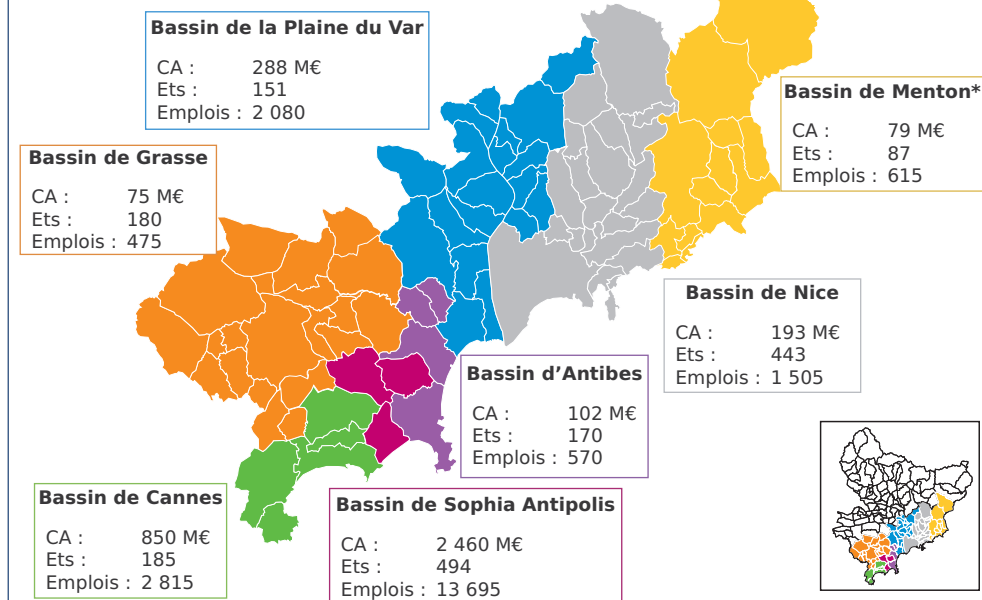 Bassin de la Plaine du Var
CA : 288 M€
Ets : 151
Emplois : 2 080
Bassin de Menton*
CA : 79 M€
Ets : 87
Emplois : 615
Bassin de Grasse
CA : 75 M€
Ets : 180
Emplois : 475
Bassin de Nice
CA : 193 M€
Ets : 443
Emplois : 1 505
Bassin d’Antibes
CA : 102 M€
Ets : 170
Emplois : 570
Bassin de Cannes
CA : 850 M€
Ets : 185
Emplois : 2 815
Bassin de Sophia Antipolis
CA : 2 460 M€
Ets : 494
Emplois : 13 695